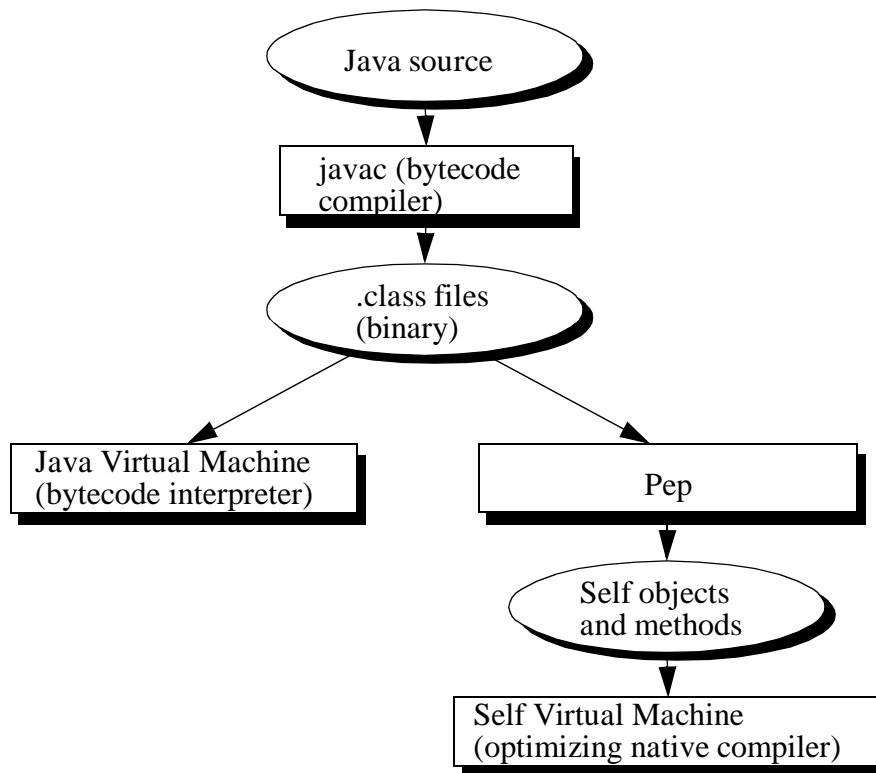 Java source
javac (bytecode
compiler)
.class files
(binary)
Java Virtual Machine
(bytecode interpreter)
Pep
Self objects
and methods
Self Virtual Machine
(optimizing native compiler)